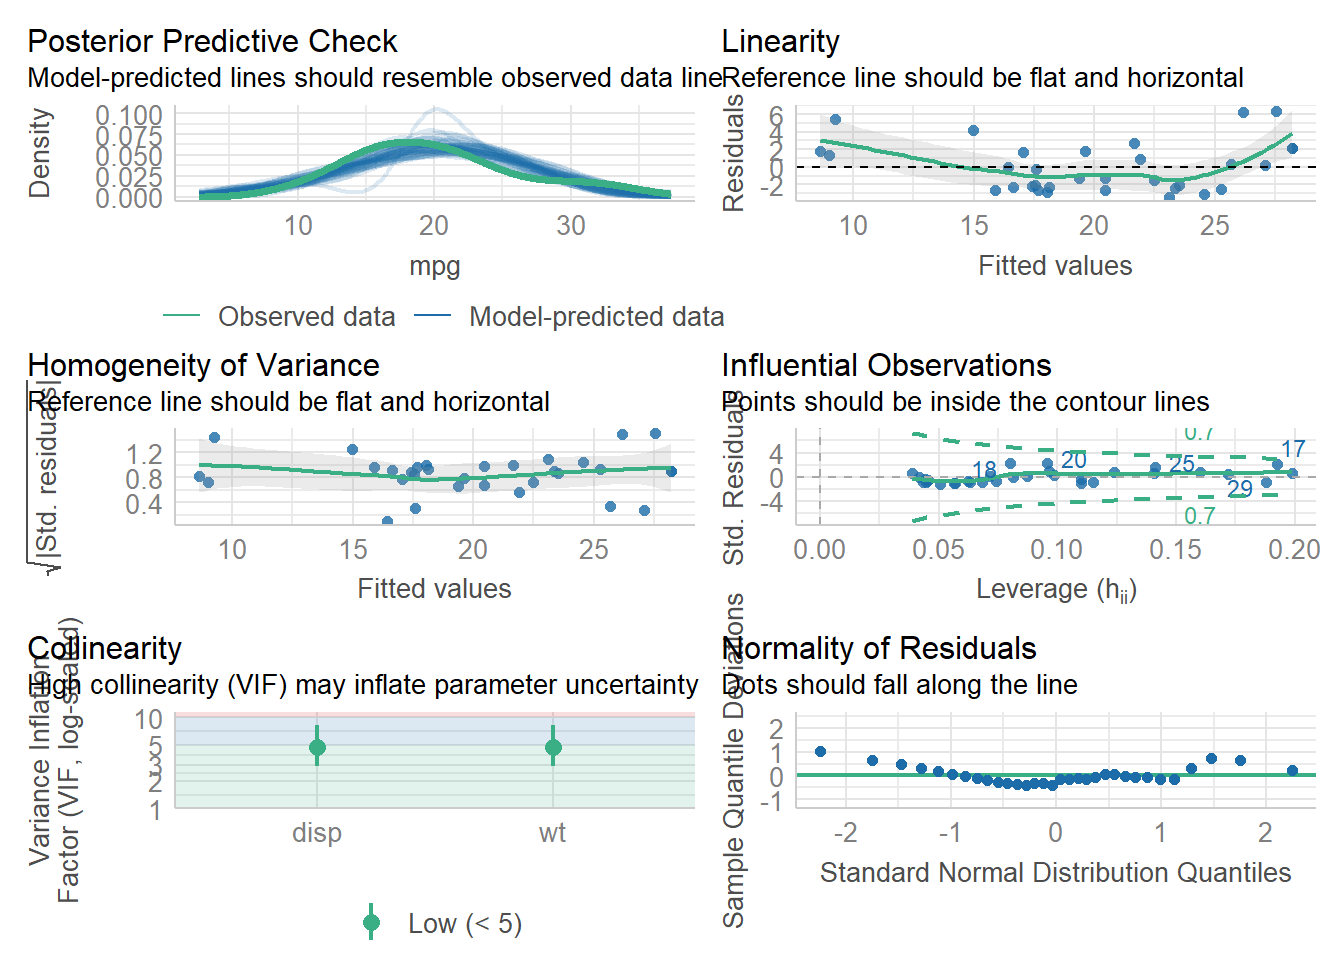 Posterior Predictive Check
Model-predicted lines should resemble observed data line
Density
0.100
0.075
0.050
0.025
0.000
10 20 30
mpg
Observed data Model-predicted data
Linearity
Reference line should be flat and horizontal
Residuals
6
4
2
0
-2
10 15 20 25
Fitted values
Homogeneity of Variance
Reference line should be flat and horizontal
√|Std. residuals|
1.2
0.8
0.4
10 15 20 25
Fitted values
Influential Observations
Points should be inside the contour lines
Std. Residuals
4
0
-4
0.7
17
18 20 25
29
0.7
0.00 0.05 0.10 0.15 0.20
Leverage (hii)
Collinearity
High collinearity (VIF) may inflate parameter uncertainty
Variance Inflation
Factor (VIF, log-scaled)
10
5
3
2
1
disp wt
Low (< 5)
Normality of Residuals
Dots should fall along the line
Sample Quantile Deviations
2
1
0
-1
-2 -1 0 1 2
Standard Normal Distribution Quantiles